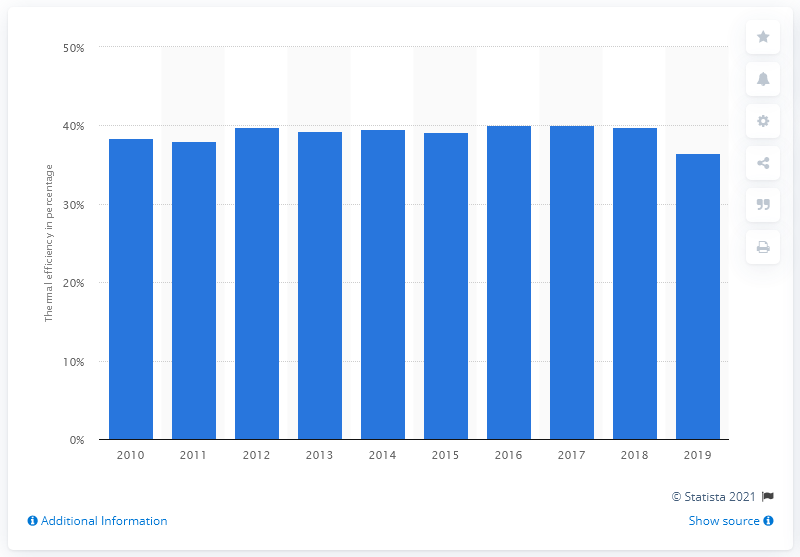 50%
40%
30%
20%
10%
0%
Thermal efficiency in percentage
2010 2011 2012 2013 2014 2015 2016 2017 2018 2019
© Statista 2021
Additional Information
Show source